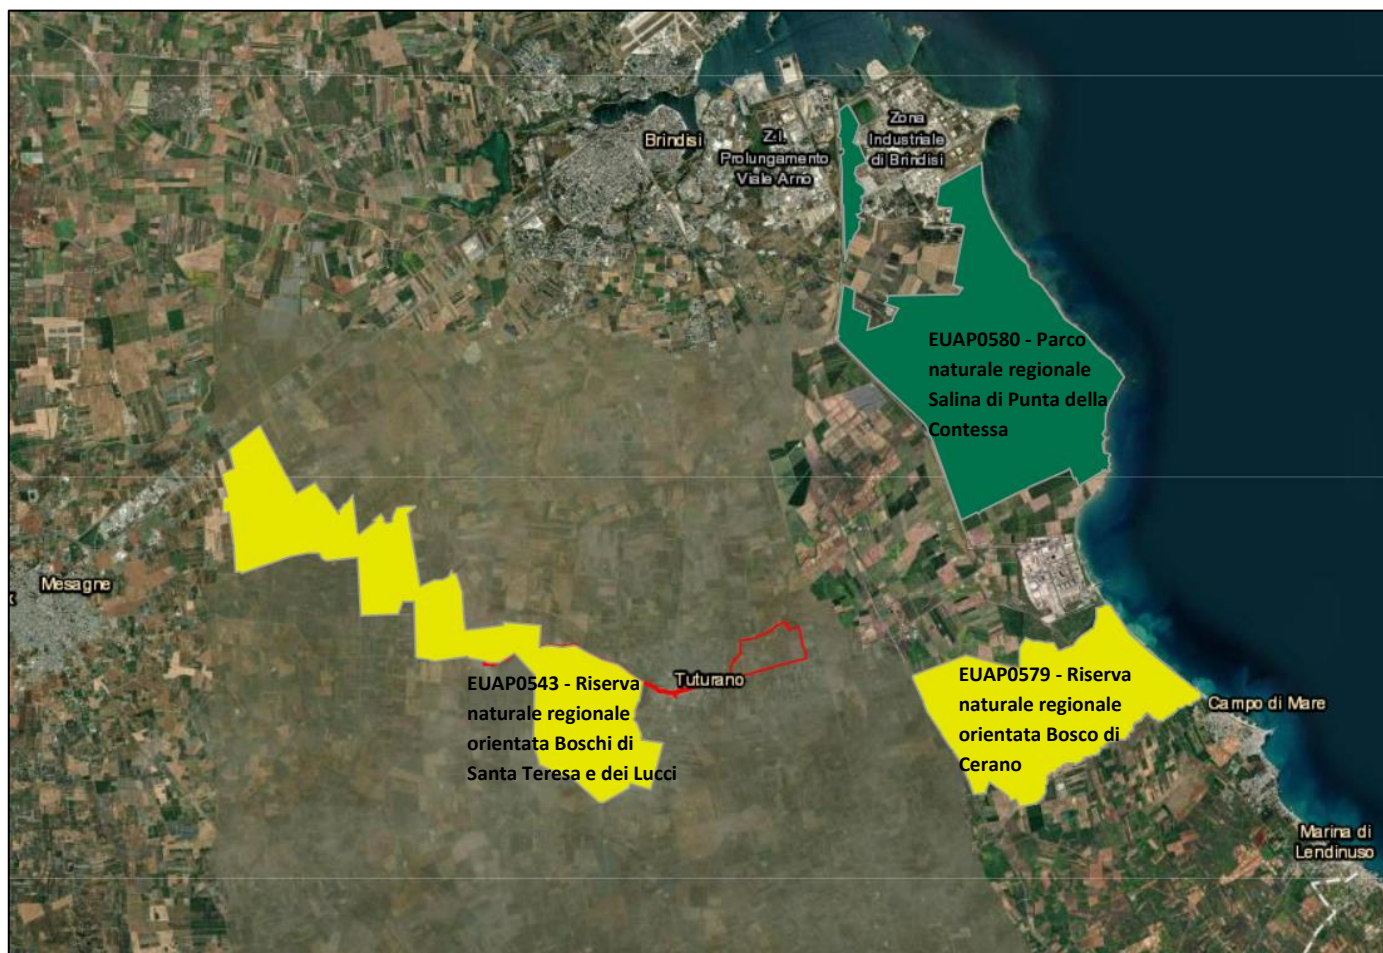 Brindisi
Z.I.
Prolungamento
Viale Arno
Zona
Industriale
di Brindisi
EUAP0580 - Parco
naturale regionale
Salina di Punta della
Contessa
Mesagne
Tuturano
EUAP0543 - Riserva
naturale regionale
orientata Boschi di
Santa Teresa e dei Lucci
EUAP0579 - Riserva
naturale regionale
orientata Bosco di
Cerano
Campo di Mare
Marina di
Lendinuso